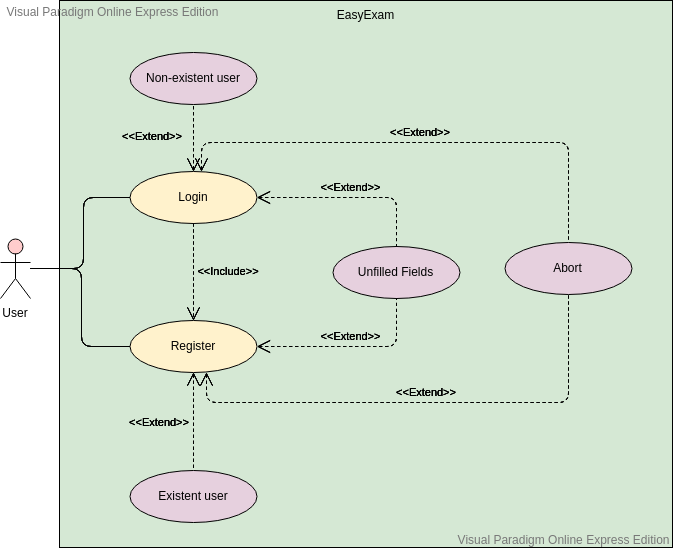 Visual Paradigm Online Express Edition
EasyExam
Non-existent user
<<Extend>>
<<Extend>>
Login
<<Extend>>
<<Include>>
Unfilled Fields
Abort
User
Register
<<Extend>>
<<Extend>>
<<Extend>>
Existent user
Visual Paradigm Online Express Edition